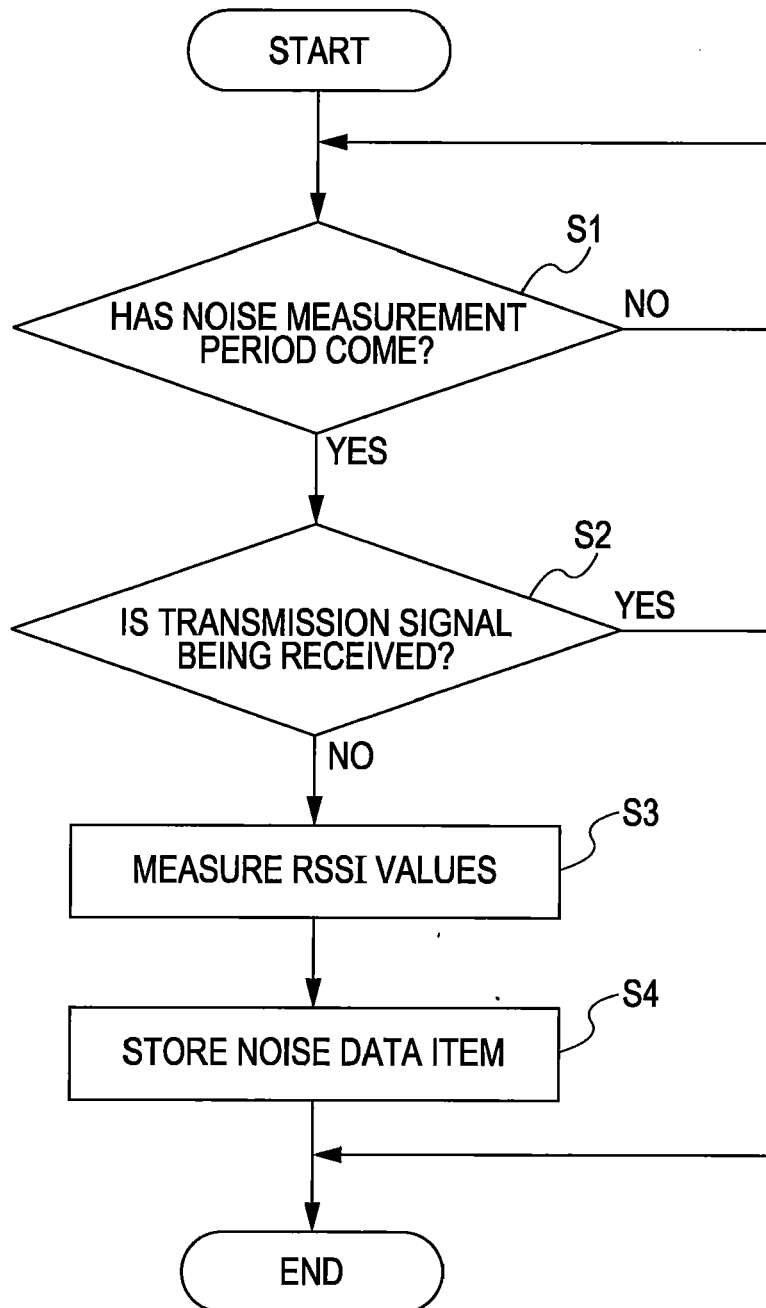 START
S1
HAS NOISE MEASUREMENT
PERIOD COME?
NO
YES
S2
IS TRANSMISSION SIGNAL
BEING RECEIVED?
YES
NO
S3
MEASURE RSSI VALUES
S4
STORE NOISE DATA ITEM
END